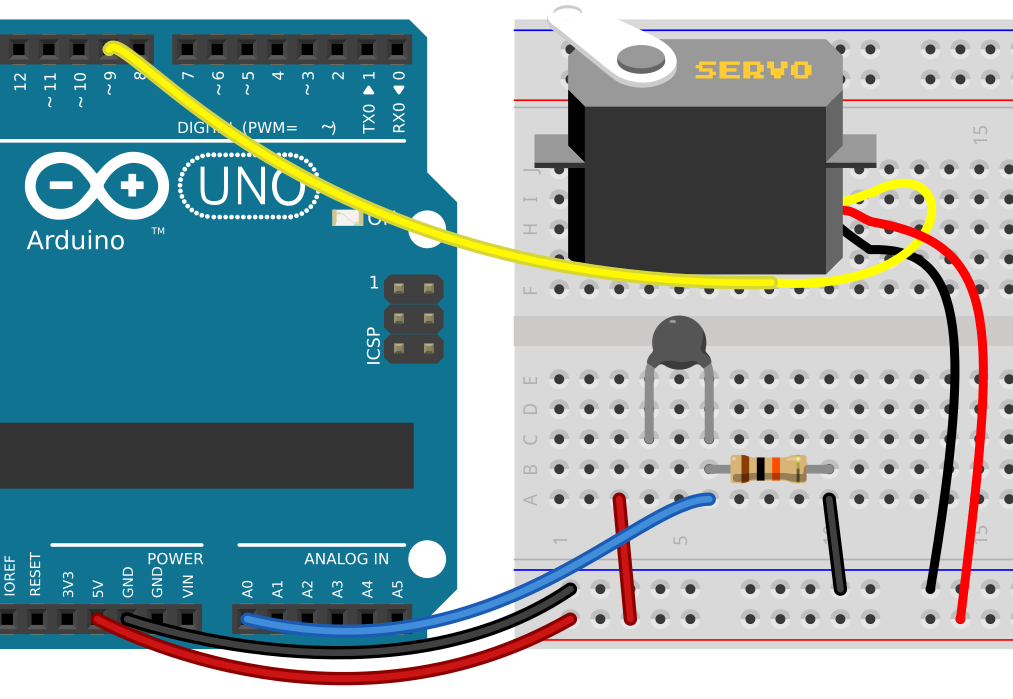 SERVO
12 ~11 ~10 ~9 8 7 ~6 ~5 4 ~3 2 TX0▶1 RX0◀0
DIGITAL (PWM= ~)
UNO
Arduino
TM
ON
1
ICSP
POWER
ANALOG IN
IOREF RESET 3V3 5V GND GND VIN A0 A1 A2 A3 A4 A5
15
J
I
H
F
E
D
C
B
A
1 5 10 15